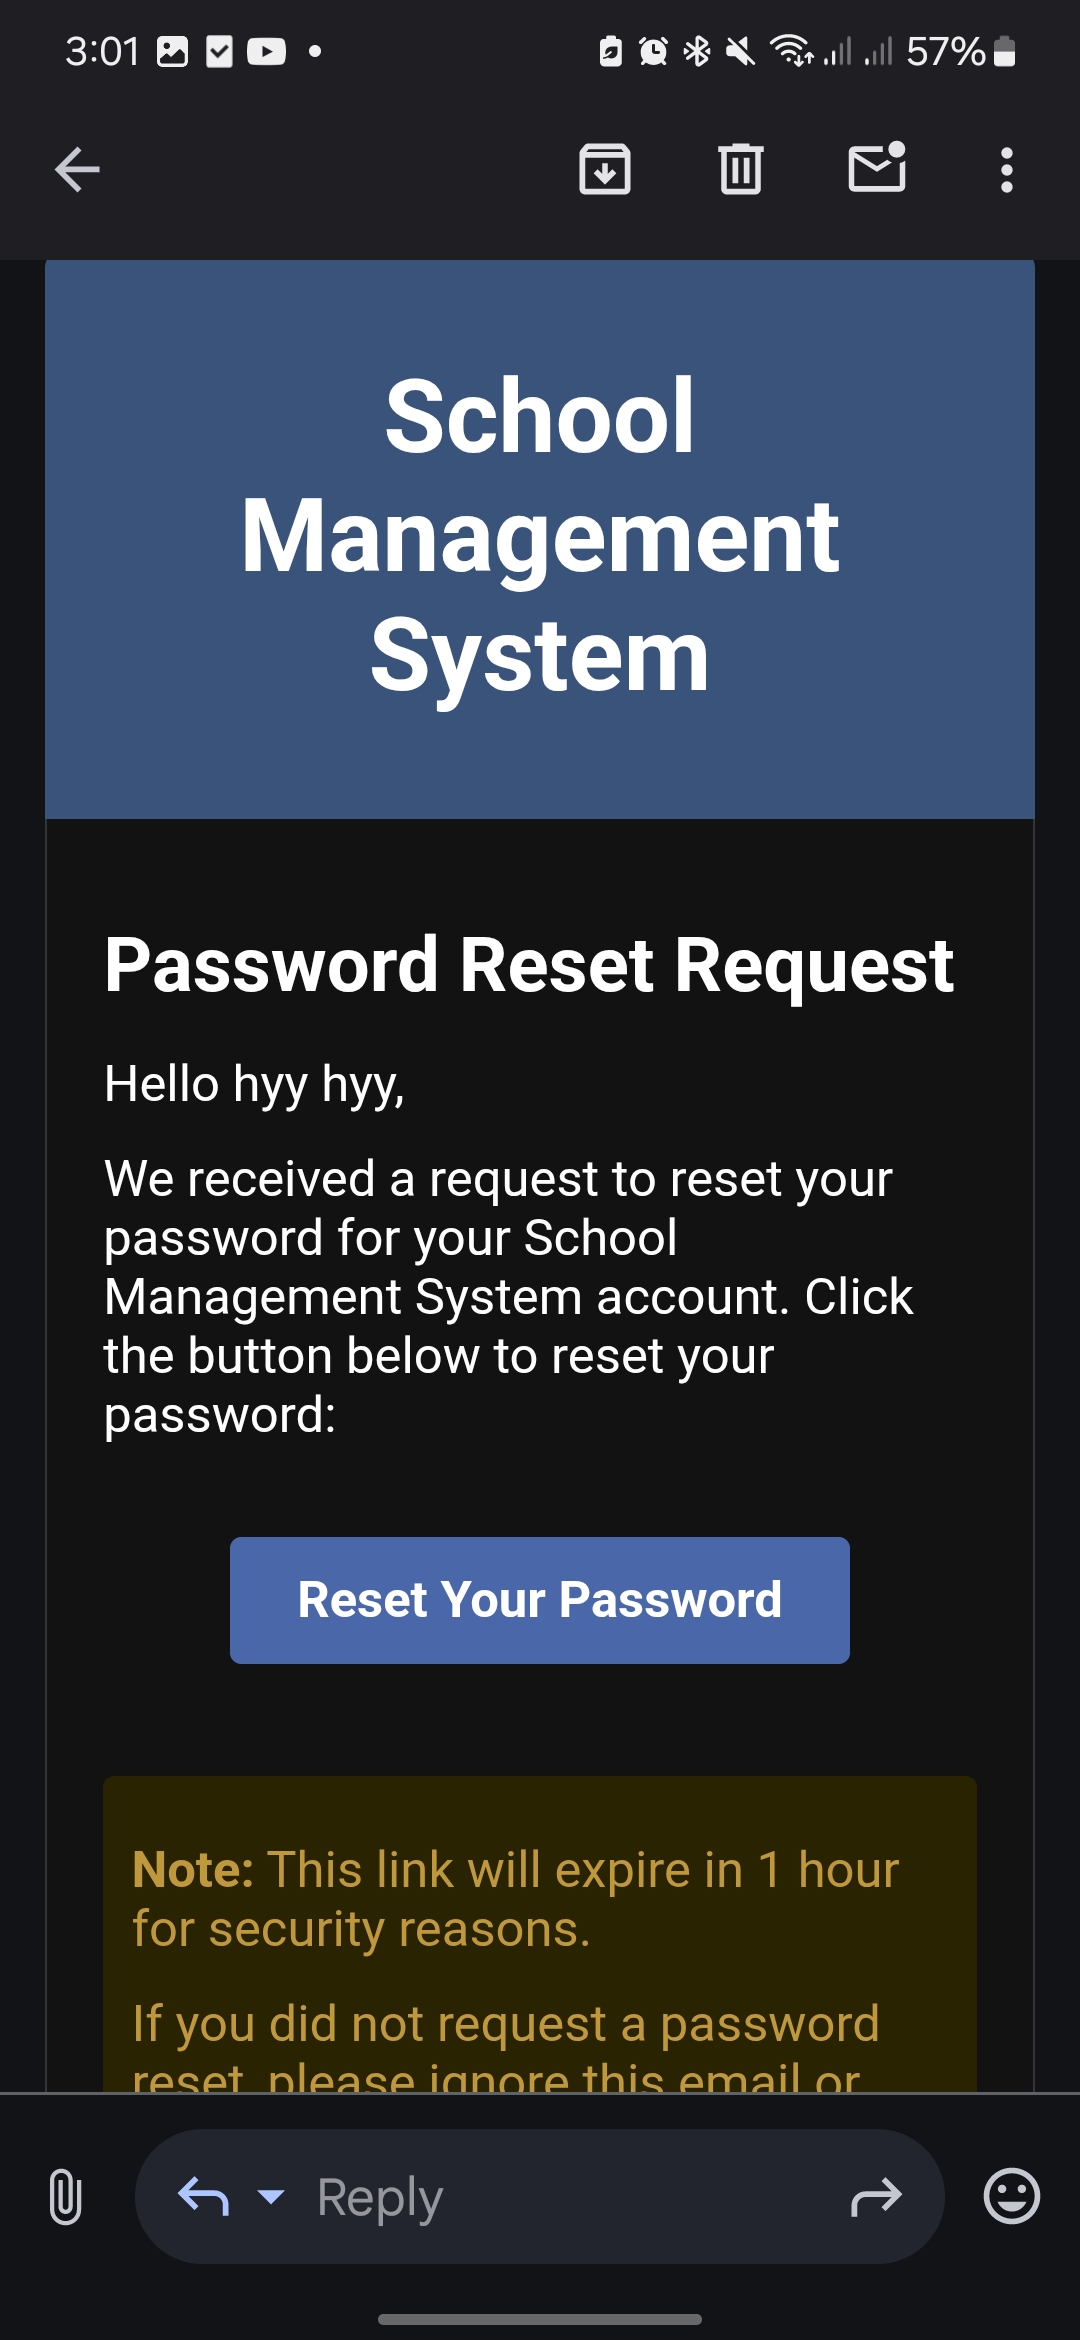 3:01
57%
School
Management
System
Password Reset Request
Hello hyy hyy,
We received a request to reset your
password for your School
Management System account. Click
the button below to reset your
password:
Reset Your Password
Note: This link will expire in 1 hour
for security reasons.
If you did not request a password
reset, please ignore this email or
Reply